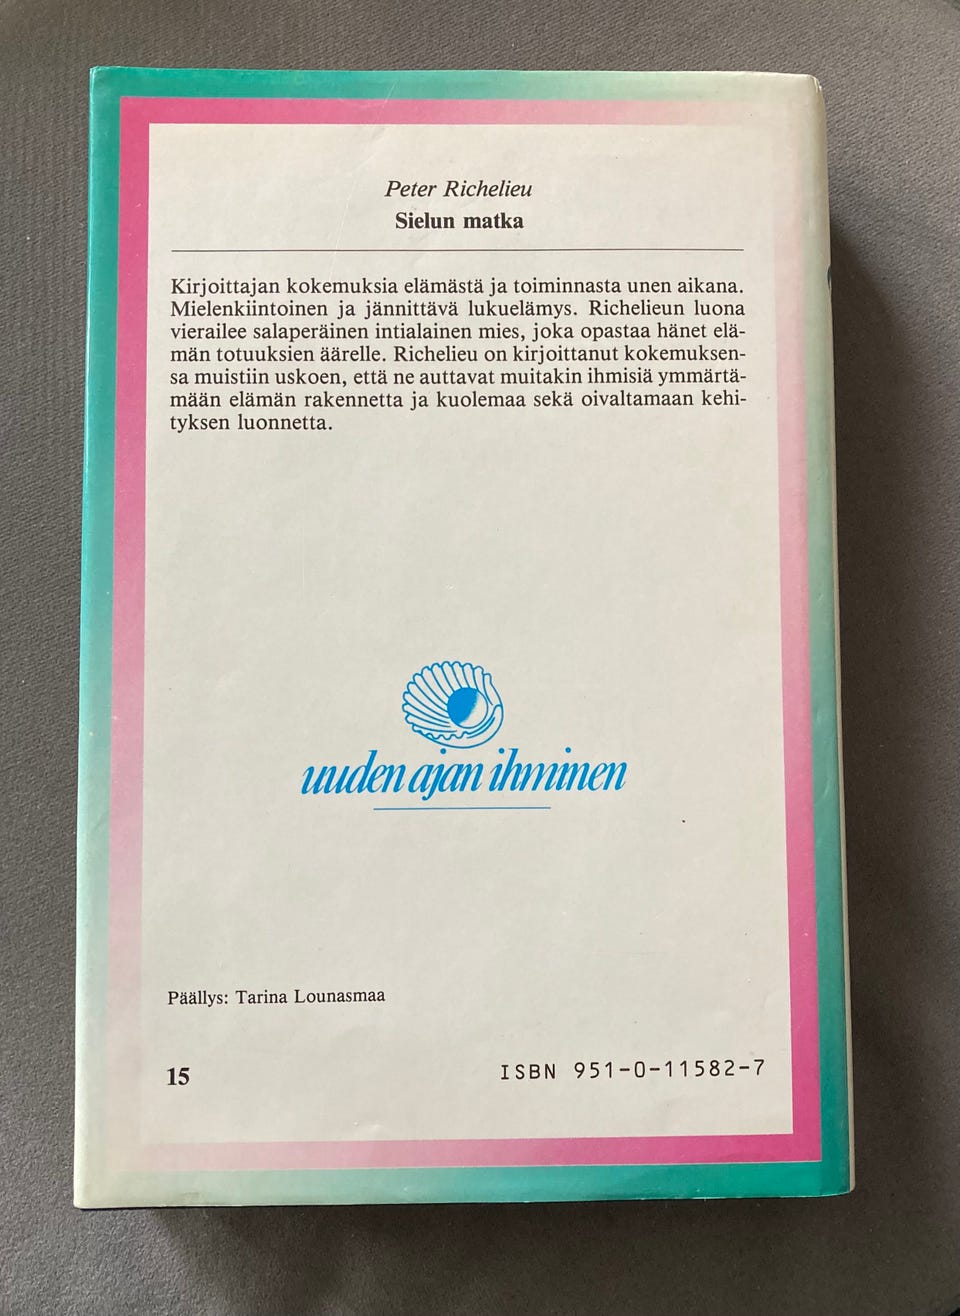 Peter Richelieu
Sielun matka
Kirjoittajan kokemuksia elämästä ja toiminnasta unen aikana.
Mielenkiintoinen ja jännittävä lukuelämys. Richelieun luona
vierailee salaperäinen intialainen mies, joka opastaa hänet elä-
män totuuksien äärelle. Richelieu on kirjoittanut kokemuksen-
sa muistiin uskoen, että ne auttavat muitakin ihmisiä ymmärtä-
mään elämän rakennetta ja kuolemaa sekä oivaltamaan kehi-
tyksen luonnetta.
uuden ajan ihminen
Päällys: Tarina Lounasmaa
15
ISBN 951-0-11582-7